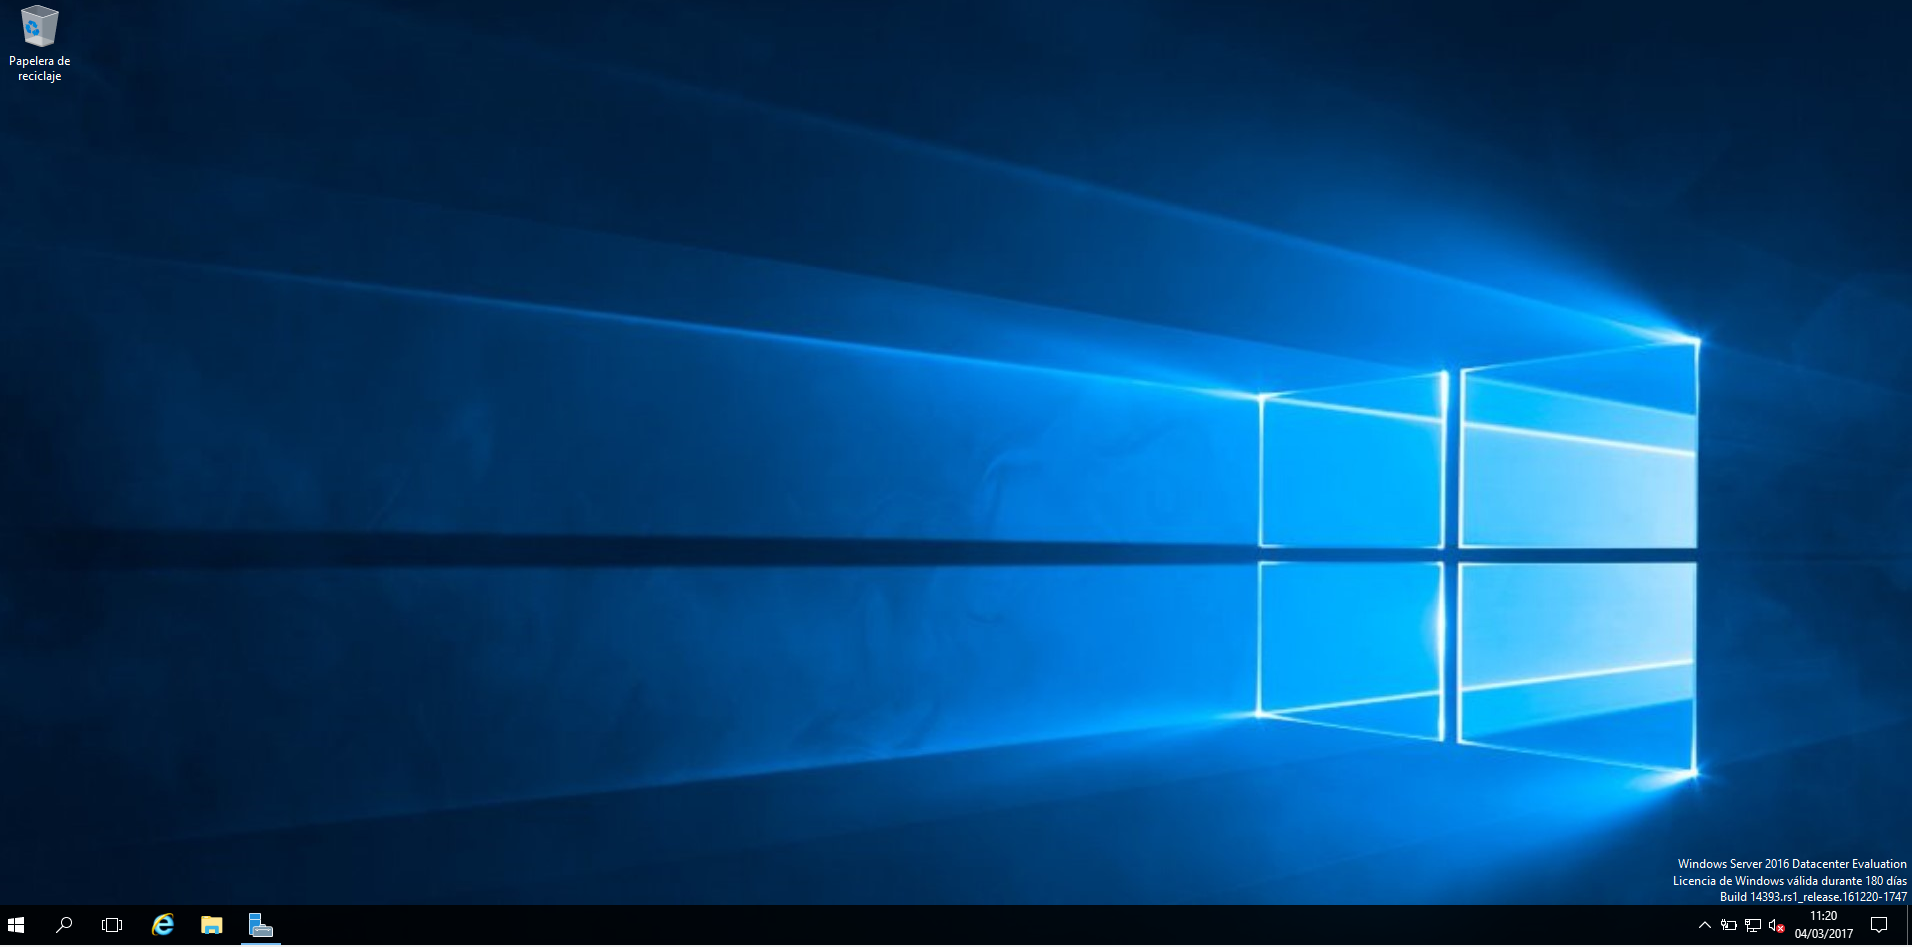 Papelera de
reciclaje
Windows Server 2016 Datacenter Evaluation
Licencia de Windows válida durante 180 días
Build 14393.rs1_release.161220-1747
11:20
04/03/2017